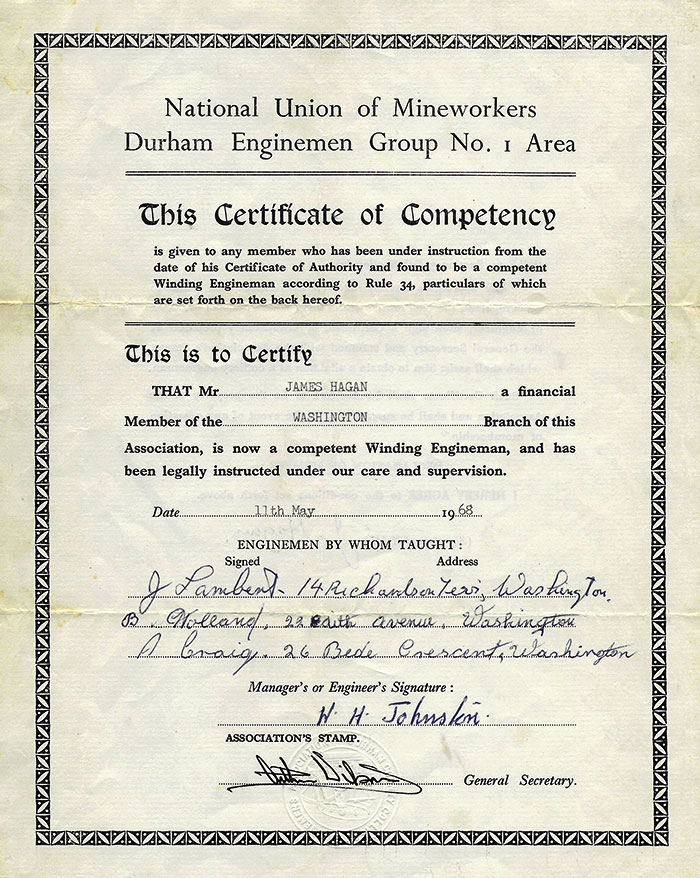 National Union of Mineworkers
Durham Enginemen Group No. 1 Area
This Certificate of Competency
is given to any member who has been under instruction from the
date of his Certificate of Authority and found to be a competent
Winding Engineman according to Rule 34, particulars of which
are set forth on the back hereof.
This is to Certify
THAT Mr. JAMES HAGAN a financial
Member of the WASHINGTON Branch of this
Association, is now a competent Winding Engineman, and has
been legally instructed under our care and supervision.
Date 11th May 1968
ENGINEMEN BY WHOM TAUGHT :
Signed Address
J Lambert - 14 Richardson Terr, Washington.
B. Holland, 22 Avenue, Washington
Craig. 26 Bede Crescent, Washington
Manager's or Engineer's Signature :
W. H. Johnston.
ASSOCIATION'S STAMP.
General Secretary.